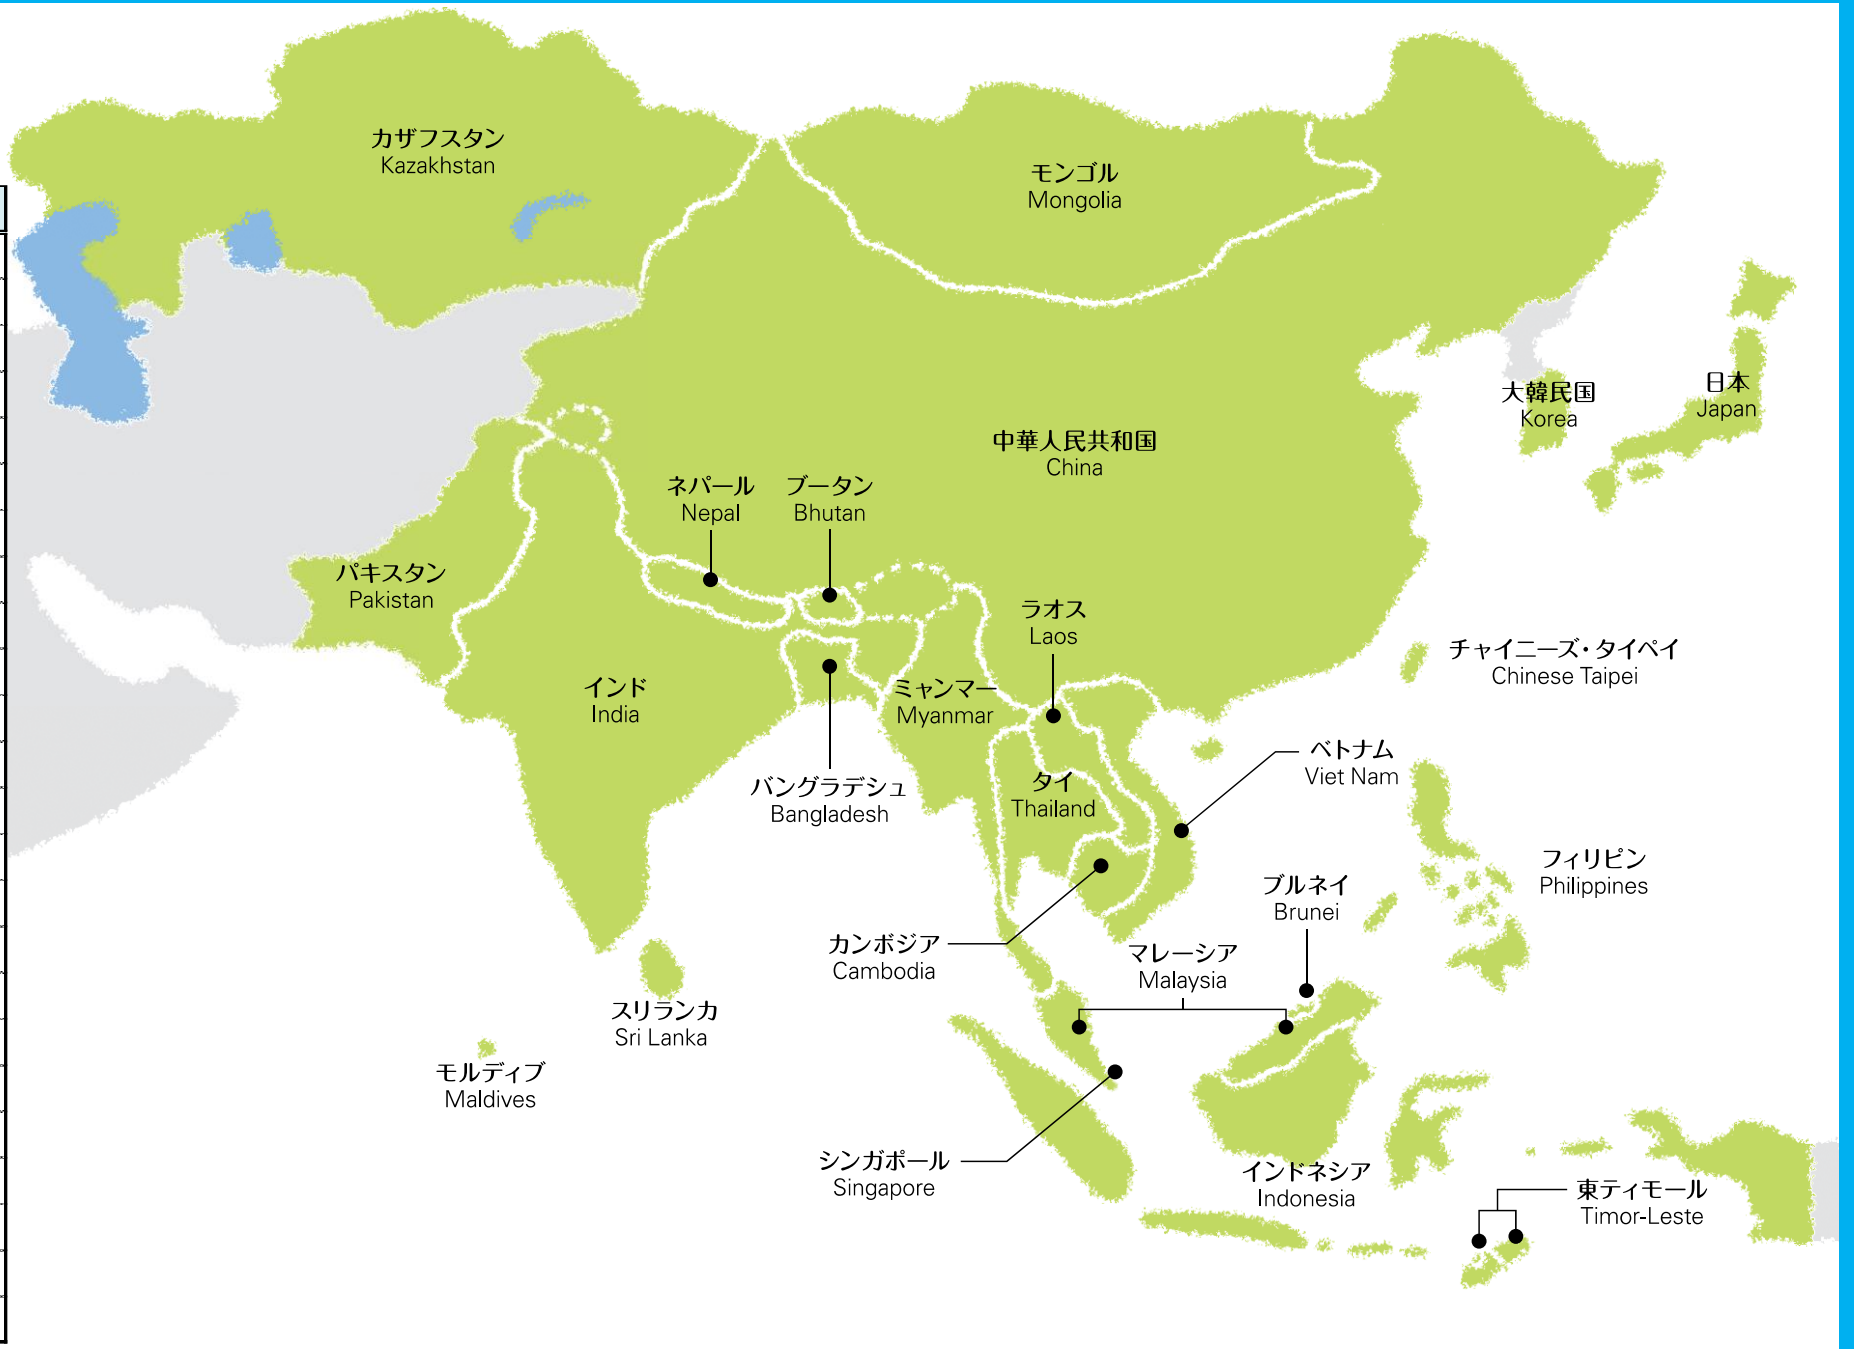 カザフスタン
Kazakhstan
モンゴル
Mongolia
大韓民国
Korea
日本
Japan
中華人民共和国
China
ネパール
Nepal
ブータン
Bhutan
パキスタン
Pakistan
ラオス
Laos
チャイニーズ・タイペイ
Chinese Taipei
インド
India
ミャンマー
Myanmar
ベトナム
Viet Nam
バングラデシュ
Bangladesh
タイ
Thailand
フィリピン
Philippines
ブルネイ
Brunei
カンボジア
Cambodia
マレーシア
Malaysia
スリランカ
Sri Lanka
モルディブ
Maldives
シンガポール
Singapore
インドネシア
Indonesia
東ティモール
Timor-Leste